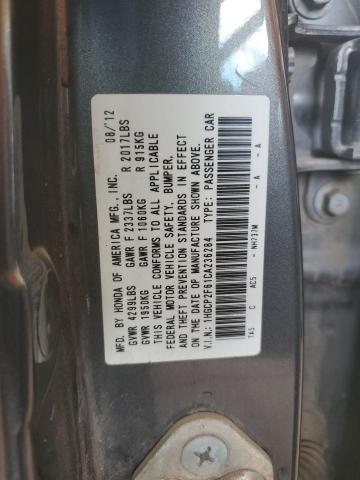 MFD. BY HONDA OF AMERICA MFG., INC. 08/12
GVWR 4299LBS GAWR F 2337LBS R 2017LBS
GVWR 1950KG GAWR F 1060KG R 915KG
THIS VEHICLE CONFORMS TO ALL APPLICABLE
FEDERAL MOTOR VEHICLE SAFETY, BUMPER,
THEFT PREVENTION STANDARDS IN EFFECT
ON THE DATE OF MANUFACTURE SHOWN ABOVE.
V.I.N.: 1HGCP2F61CA236284 TYPE: PASSENGER CAR
TA5 C AC5 - NH737M - A - A